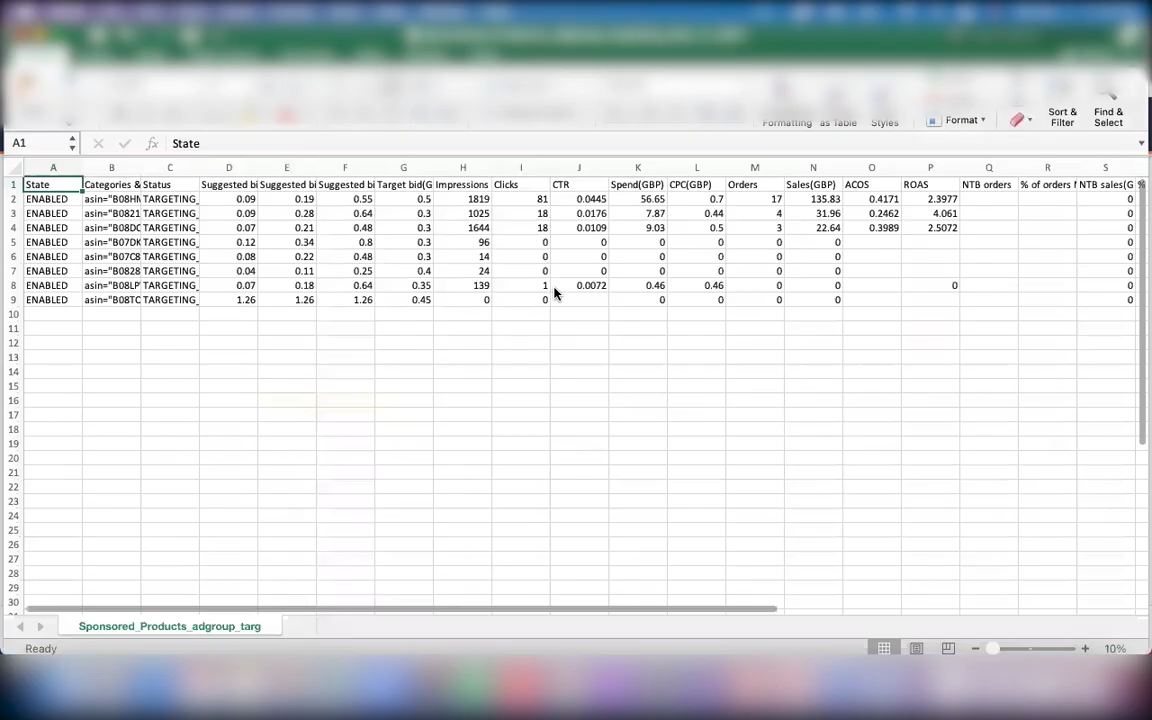 Formatting as Table Styles Format Sort & Filter Find & Select
A1 fx State
A B C D E F G H I J K L M N O P Q R S
1 State Categories & Status Suggested bi Suggested bi Suggested bi Target bid(G Impressions Clicks CTR Spend(GBP) CPC(GBP) Orders Sales(GBP) ACOS ROAS NTB orders % of orders NTB sales(G %
2 ENABLED asin="B08HN TARGETING_ 0.09 0.19 0.55 0.5 1819 81 0.0445 56.65 0.7 17 135.83 0.4171 2.3977 0
3 ENABLED asin="B0821 TARGETING_ 0.09 0.28 0.64 0.3 1025 18 0.0176 7.87 0.44 4 31.96 0.2462 4.061 0
4 ENABLED asin="B08DC TARGETING_ 0.07 0.21 0.48 0.3 1644 18 0.0109 9.03 0.5 3 22.64 0.3989 2.5072 0
5 ENABLED asin="B07DK TARGETING_ 0.12 0.34 0.8 0.3 96 0 0 0 0 0 0 0
6 ENABLED asin="B07C8 TARGETING_ 0.08 0.22 0.48 0.3 14 0 0 0 0 0 0 0
7 ENABLED asin="B0828 TARGETING_ 0.04 0.11 0.25 0.4 24 0 0 0 0 0 0 0
8 ENABLED asin="B08LP TARGETING_ 0.07 0.18 0.64 0.35 139 1 0.0072 0.46 0.46 0 0 0 0
9 ENABLED asin="B08TC TARGETING_ 1.26 1.26 1.26 0.45 0 0 0 0 0 0 0 0
10
11
12
13
14
15
16
17
18
19
20
21
22
23
24
25
26
27
28
29
30
Sponsored_Products_adgroup_targ
Ready 10%